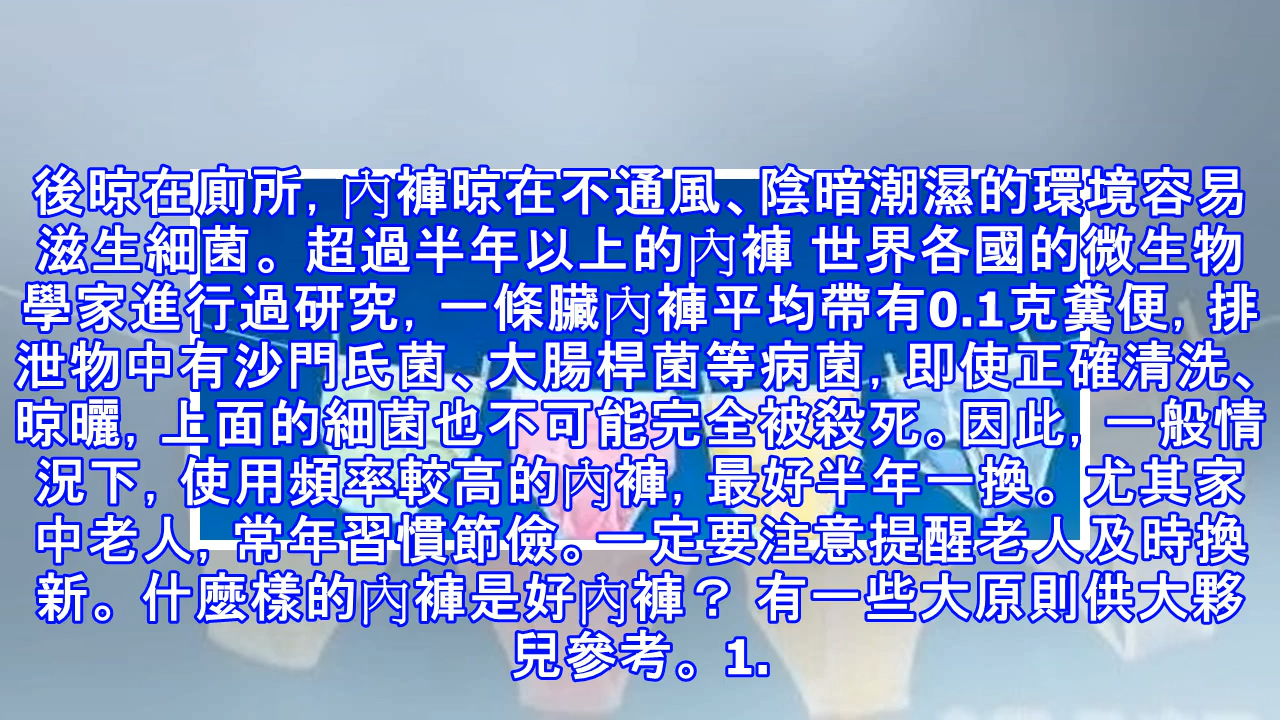 後晾在廁所, 內褲晾在不通風、陰暗潮濕的環境容易
滋生細菌。超過半年以上的內褲 世界各國的微生物
學家進行過研究, 一條臟內褲平均帶有0.1克糞便, 排
泄物中有沙門氏菌、大腸桿菌等病菌, 即使正確清洗、
晾曬, 上面的細菌也不可能完全被殺死。因此, 一般情
況下, 使用頻率較高的內褲, 最好半年一換。尤其家
中老人, 常年習慣節儉。一定要注意提醒老人及時換
新。什麼樣的內褲是好內褲？ 有一些大原則供大夥
兒參考。1.